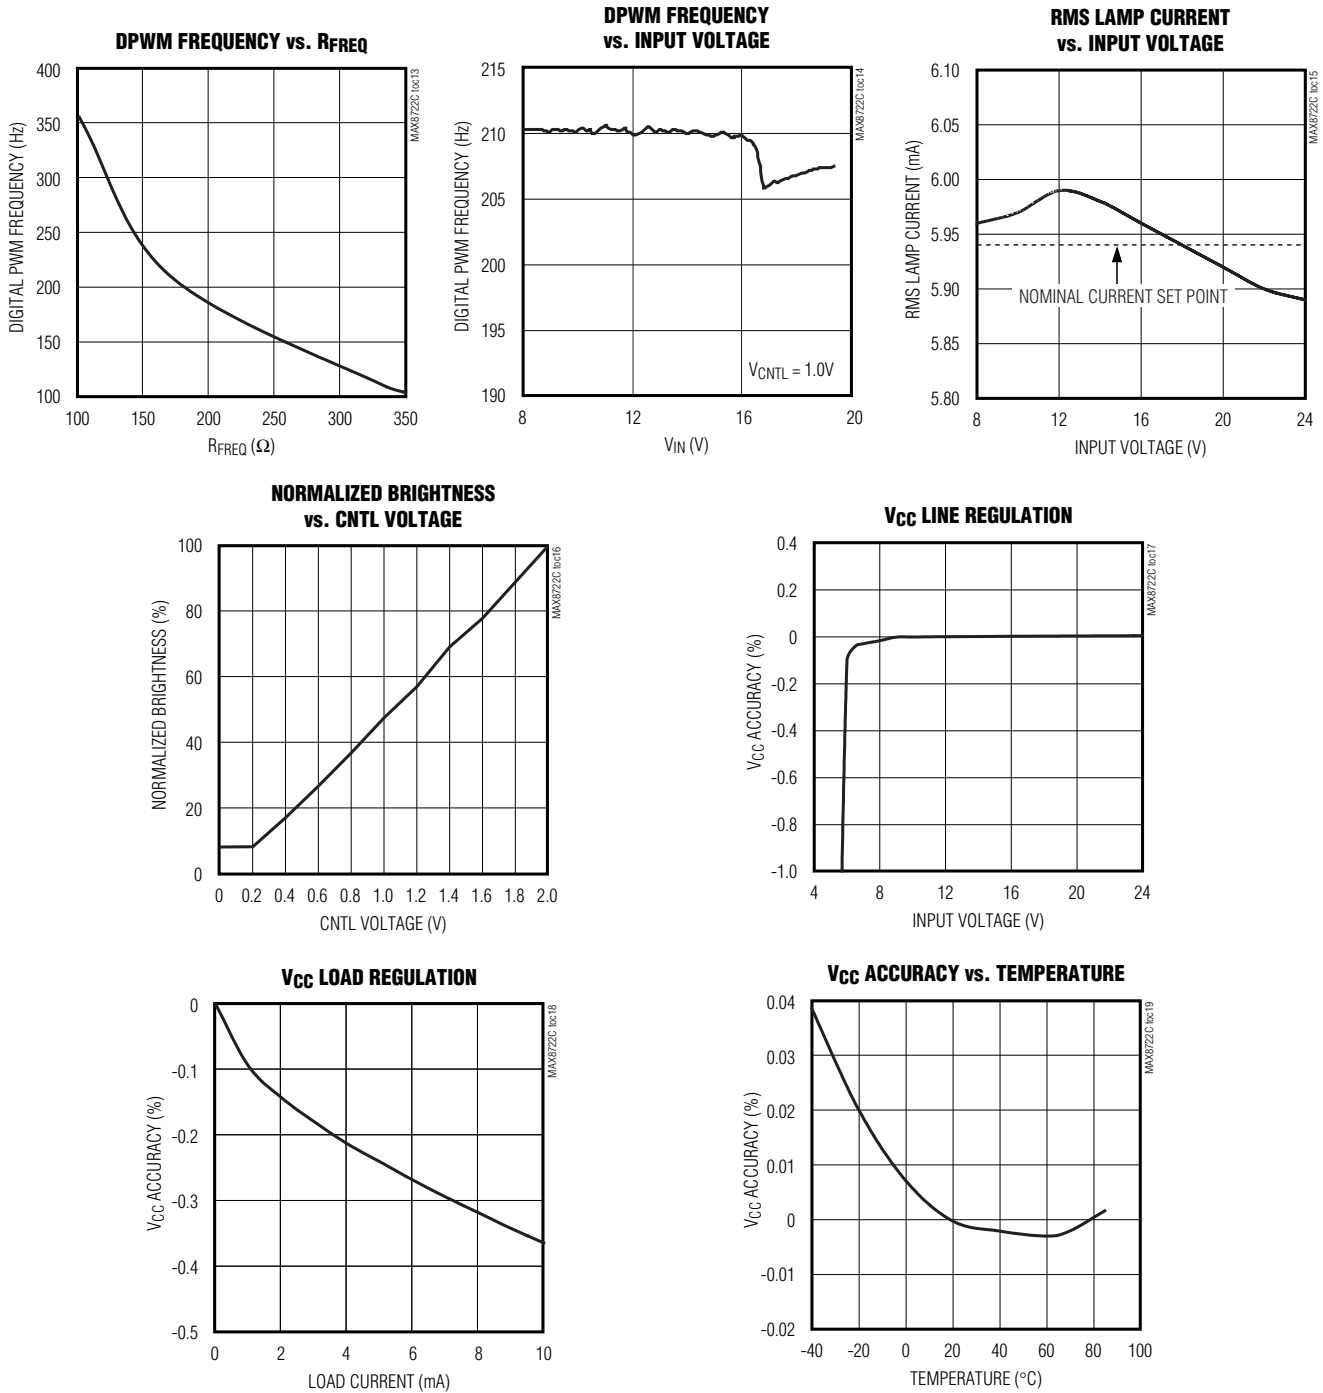 DPWM FREQUENCY vs. RFREQ
400
350
300
250
200
150
100
DIGITAL PWM FREQUENCY (Hz)
100 150 200 250 300 350
RFREQ (Ω)
MAX8722C toc13
DPWM FREQUENCY
vs. INPUT VOLTAGE
215
210
205
200
195
190
DIGITAL PWM FREQUENCY (Hz)
VCNTL = 1.0V
8 12 16 20
VIN (V)
MAX8722C toc14
RMS LAMP CURRENT
vs. INPUT VOLTAGE
6.10
6.05
6.00
5.95
5.90
5.85
5.80
RMS LAMP CURRENT (mA)
NOMINAL CURRENT SET POINT
8 12 16 20 24
INPUT VOLTAGE (V)
MAX8722C toc15
NORMALIZED BRIGHTNESS
vs. CNTL VOLTAGE
100
80
60
40
20
0
NORMALIZED BRIGHTNESS (%)
0 0.2 0.4 0.6 0.8 1.0 1.2 1.4 1.6 1.8 2.0
CNTL VOLTAGE (V)
MAX8722C toc16
VCC LINE REGULATION
0.4
0.2
0
-0.2
-0.4
-0.6
-0.8
-1.0
VCC ACCURACY (%)
4 8 12 16 20 24
INPUT VOLTAGE (V)
MAX8722C toc17
VCC LOAD REGULATION
0
-0.1
-0.2
-0.3
-0.4
-0.5
VCC ACCURACY (%)
0 2 4 6 8 10
LOAD CURRENT (mA)
MAX8722C toc18
VCC ACCURACY vs. TEMPERATURE
0.04
0.03
0.02
0.01
0
-0.01
-0.02
VCC ACCURACY (%)
-40 -20 0 20 40 60 80 100
TEMPERATURE (°C)
MAX8722C toc19